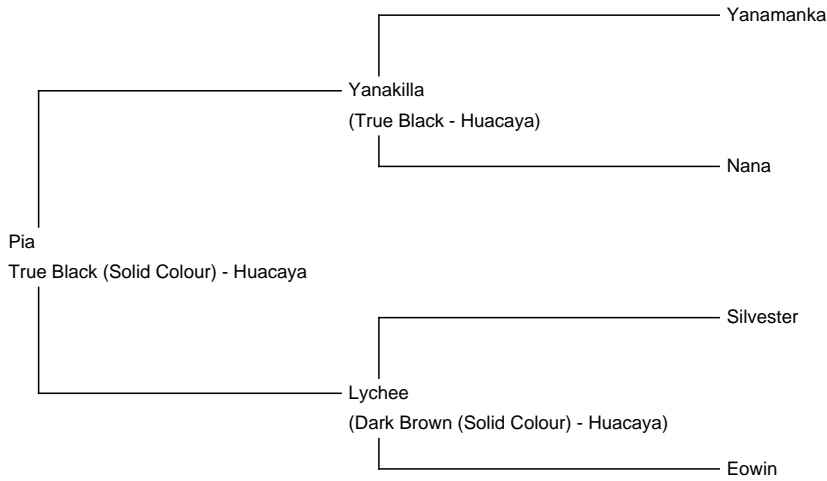 Yanamanka
Yanakilla
(True Black - Huacaya)
Nana
Pia
True Black (Solid Colour) - Huacaya
Silvester
Lychee
(Dark Brown (Solid Colour) - Huacaya)
Eowin